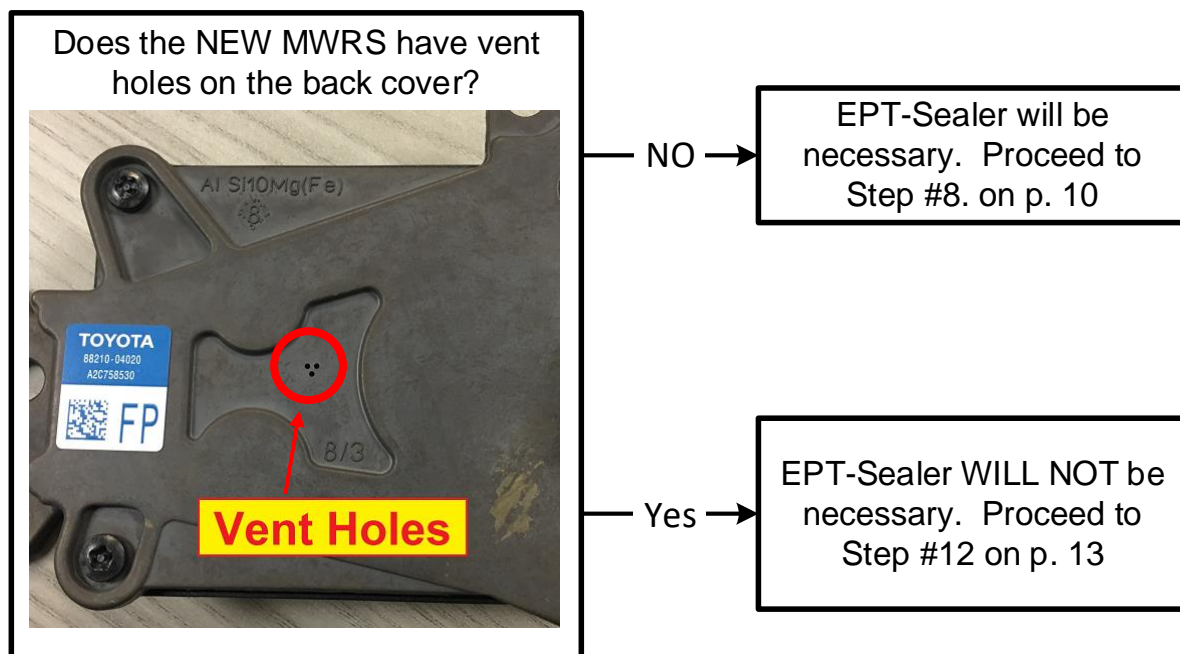 Does the NEW MWRS have vent
holes on the back cover?
Al Si10Mg(Fe)
8
TOYOTA
88210-04020
A2C758530
FP
8/3
Vent Holes
NO
EPT-Sealer will be
necessary. Proceed to
Step #8. on p. 10
Yes
EPT-Sealer WILL NOT be
necessary. Proceed to
Step #12 on p. 13